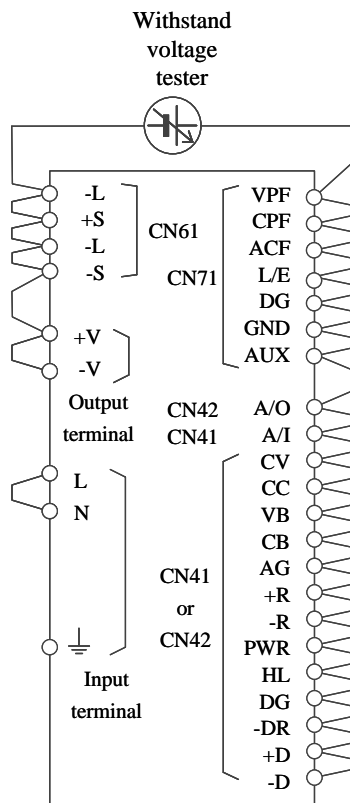 Withstand
voltage
tester
-L
+S
-L
-S
CN61
+V
-V
Output
terminal
L
N
Input
terminal
VPF
CPF
ACF
L/E
DG
GND
AUX
CN71
CN42
A/O
CN41
A/I
CV
CC
VB
CB
AG
+R
-R
PWR
HL
DG
-DR
+D
-D
CN41
or
CN42